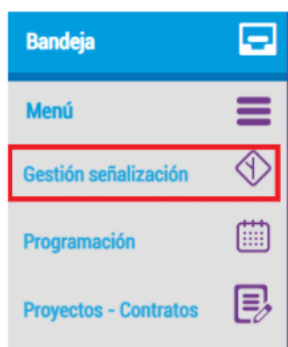 Bandeja
Menú
Gestión señalización
Programación
Proyectos - Contratos